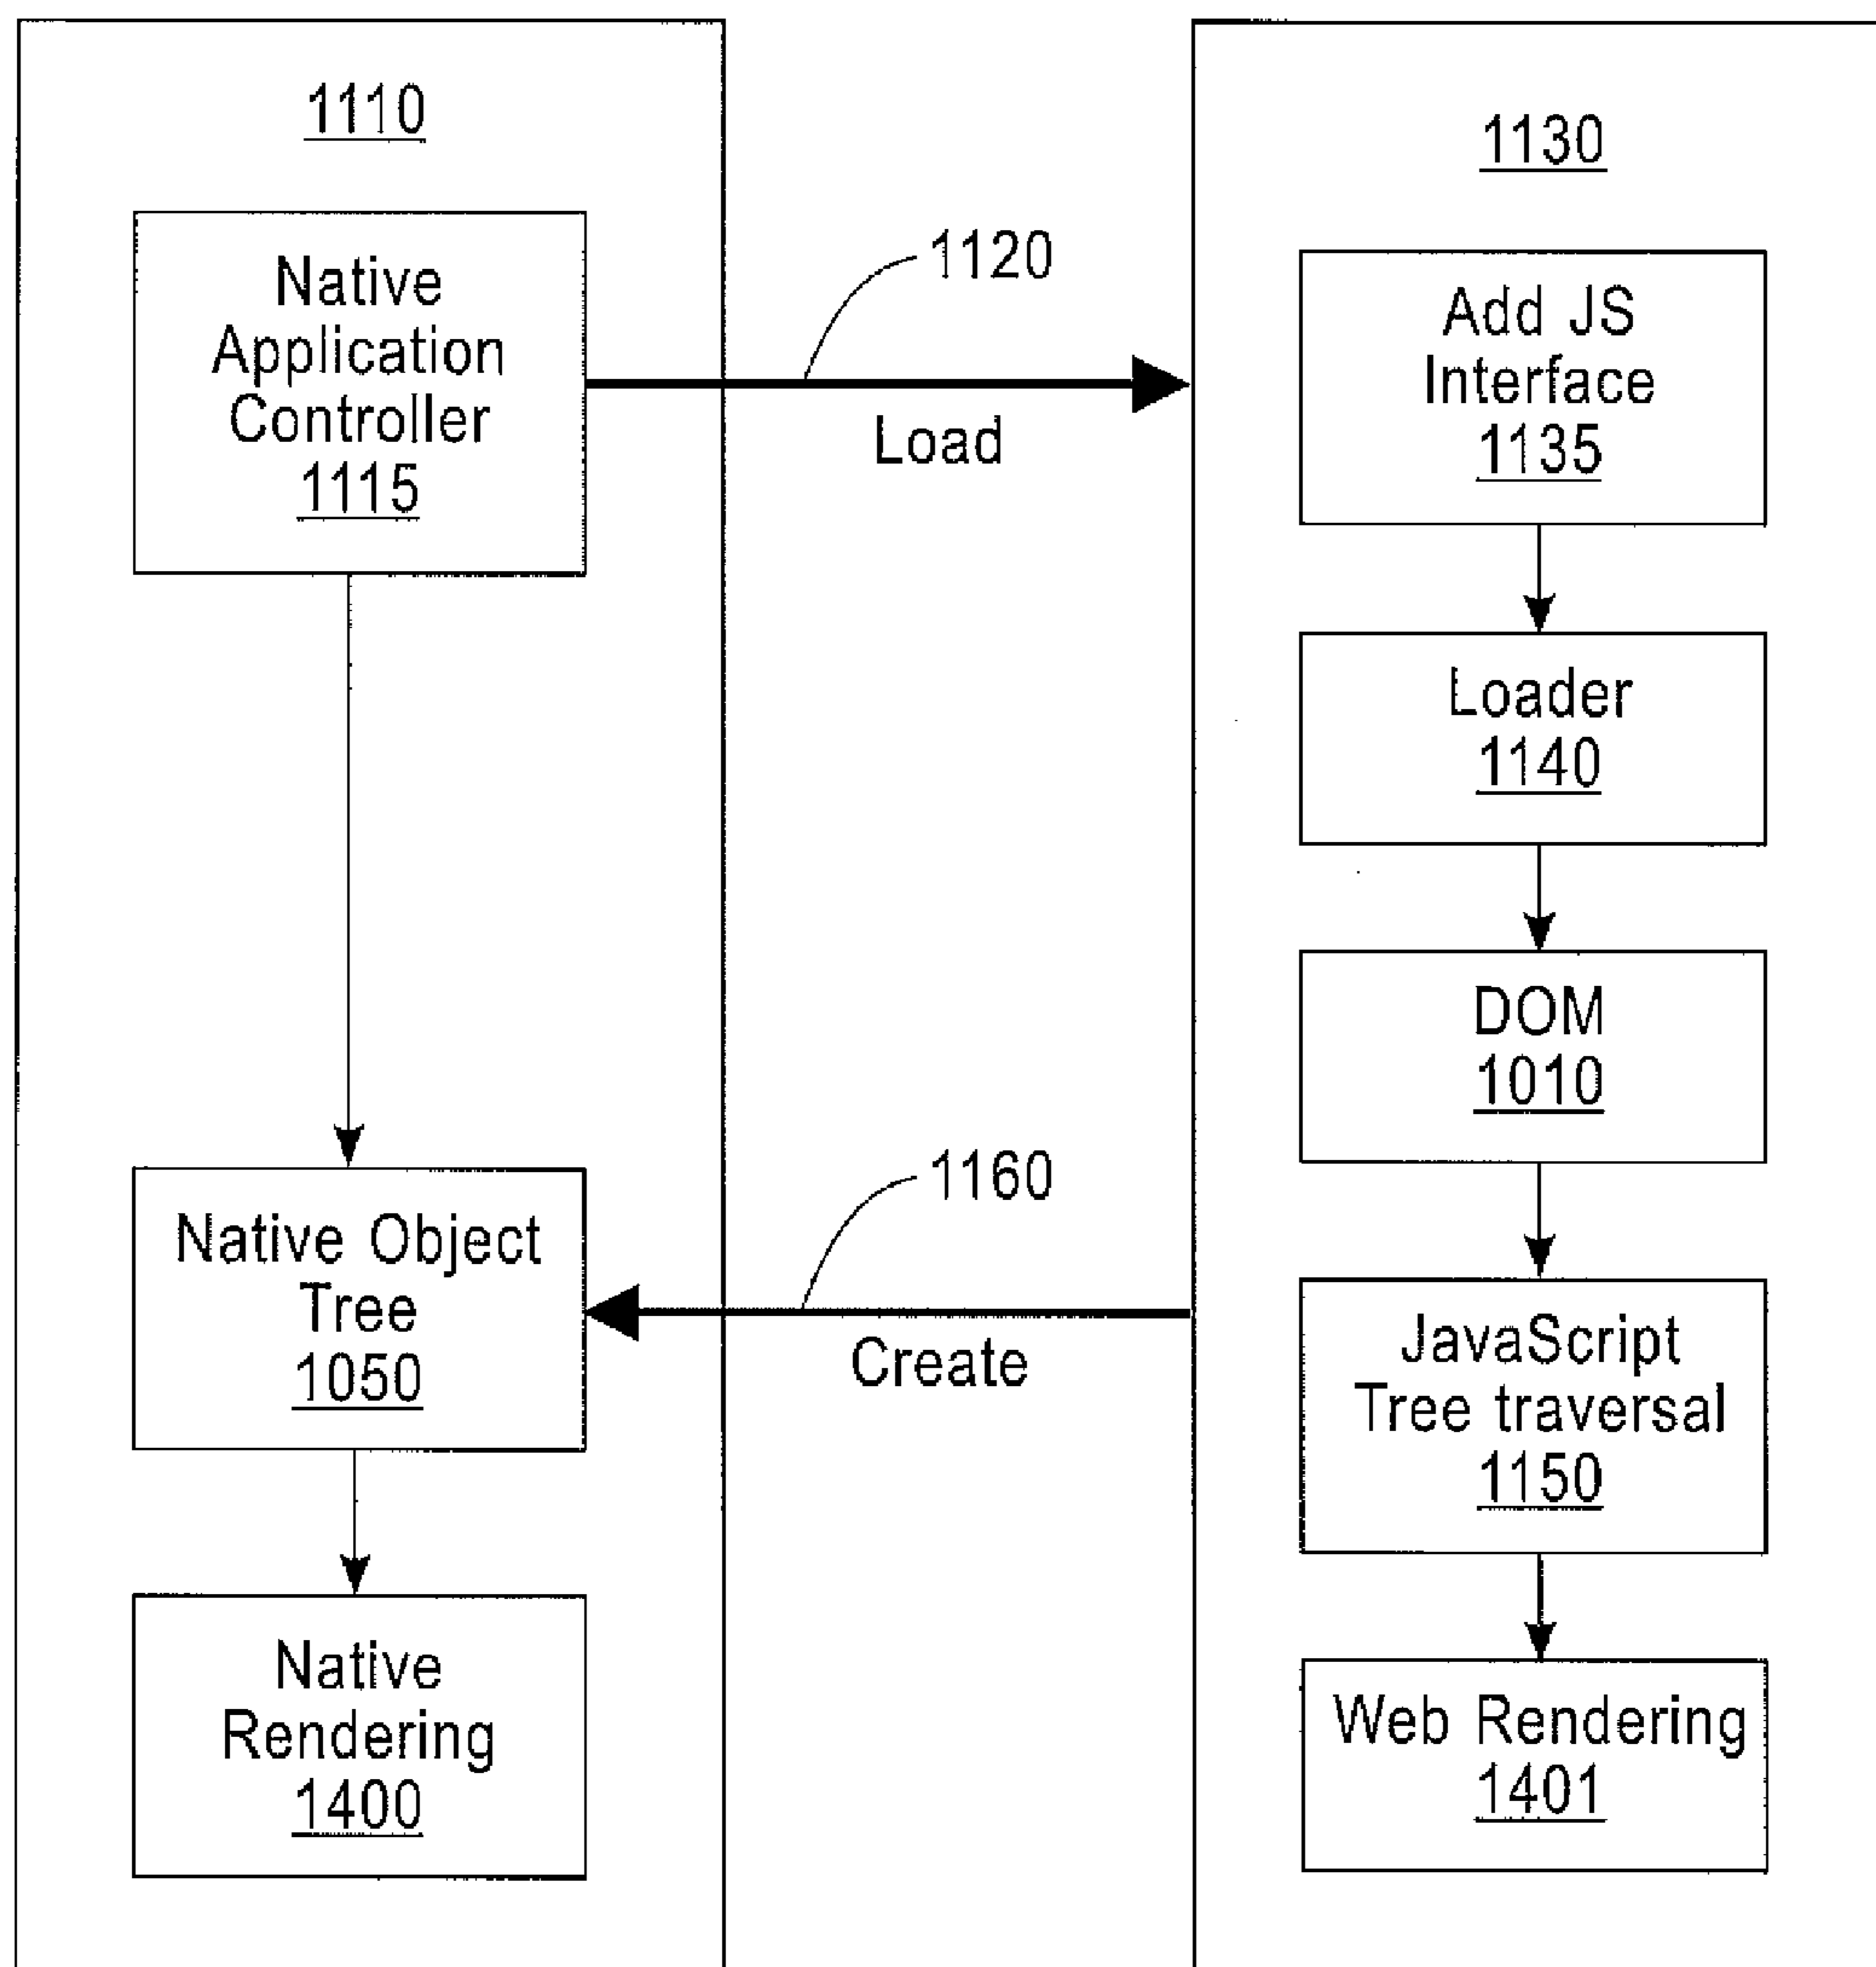 1110
Native
Application
Controller
1115
1120
Load
1130
Add JS
Interface
1135
Loader
1140
DOM
1010
Native Object
Tree
1050
1160
Create
JavaScript
Tree traversal
1150
Native
Rendering
1400
Web Rendering
1401